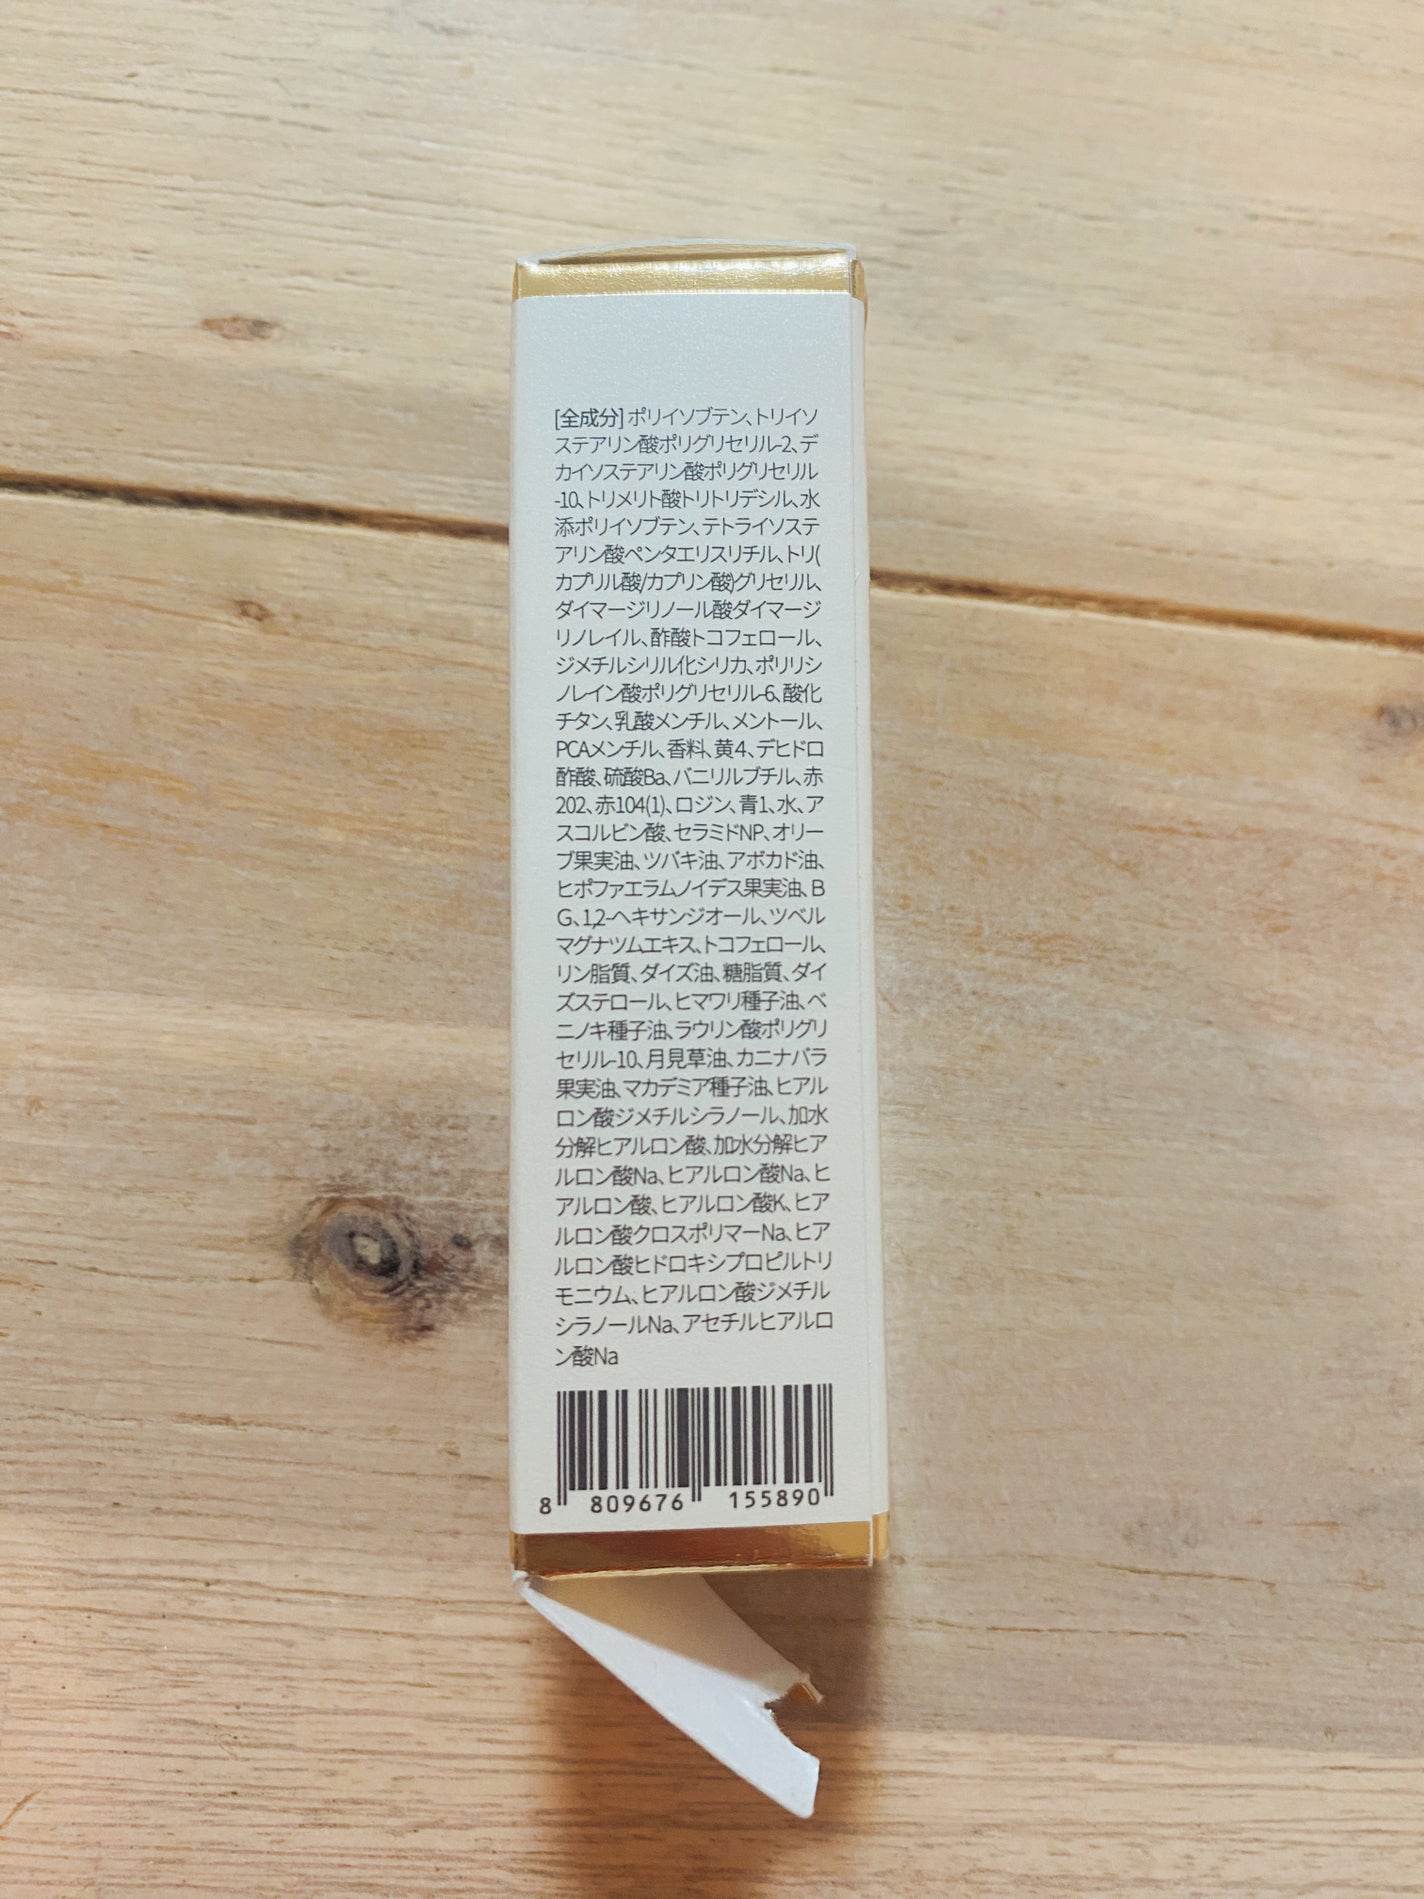 [全成分]ポリイソブテン、トリイソ
ステアリン酸ポリグリセリル-2、デ
カイソステアリン酸ポリグリセリル
-10、トリメリト酸トリトリデシル、水
添ポリイソブテン、テトライソステ
アリン酸ペンタエリスリチル、トリ(
カプリル酸/カプリン酸)グリセリル、
ダイマージリノール酸ダイマージ
リノレイル、酢酸トコフェロール、
ジメチルシリル化シリカ、ポリリシ
ノレイン酸ポリグリセリル-6、酸化
チタン、乳酸メンチル、メントール、
PCAメンチル、香料、黄4、デヒドロ
酢酸、硫酸Ba、バニリルブチル、赤
202、赤104(1)、ロジン、青1、水、ア
スコルビン酸、セラミドNP、オリー
ブ果実油、ツバキ油、アボカド油、
ヒポファエラムノイデス果実油、B
G、1,2-ヘキサンジオール、ツベル
マグナツムエキス、トコフェロール、
リン脂質、ダイズ油、糖脂質、ダイ
ズステロール、ヒマワリ種子油、ベ
ニノキ種子油、ラウリン酸ポリグリ
セリル-10、月見草油、カニナバラ
果実油、マカデミア種子油、ヒアル
ロン酸ジメチルシラノール、加水
分解ヒアルロン酸、加水分解ヒア
ルロン酸Na、ヒアルロン酸Na、ヒ
アルロン酸、ヒアルロン酸K、ヒア
ルロン酸クロスポリマーNa、ヒア
ルロン酸ヒドロキシプロピルトリ
モニウム、ヒアルロン酸ジメチル
シラノールNa、アセチルヒアルロ
ン酸Na
8 809676 155890